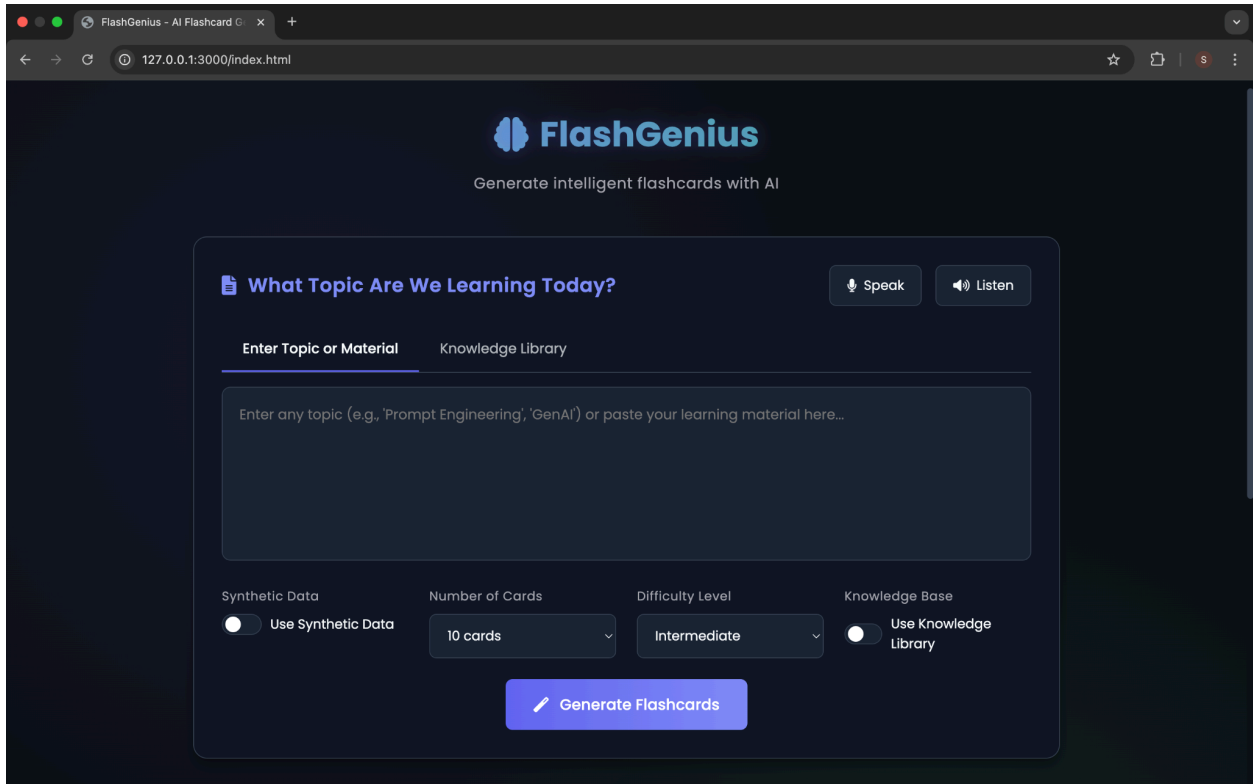 FlashGenius - AI Flashcard G
127.0.0.1:3000/index.html
S
FlashGenius
Generate intelligent flashcards with AI
What Topic Are We Learning Today?
Speak
Listen
Enter Topic or Material
Knowledge Library
Enter any topic (e.g., 'Prompt Engineering', 'GenAI') or paste your learning material here...
Synthetic Data
Use Synthetic Data
Number of Cards
10 cards
Difficulty Level
Intermediate
Knowledge Base
Use Knowledge
Library
Generate Flashcards